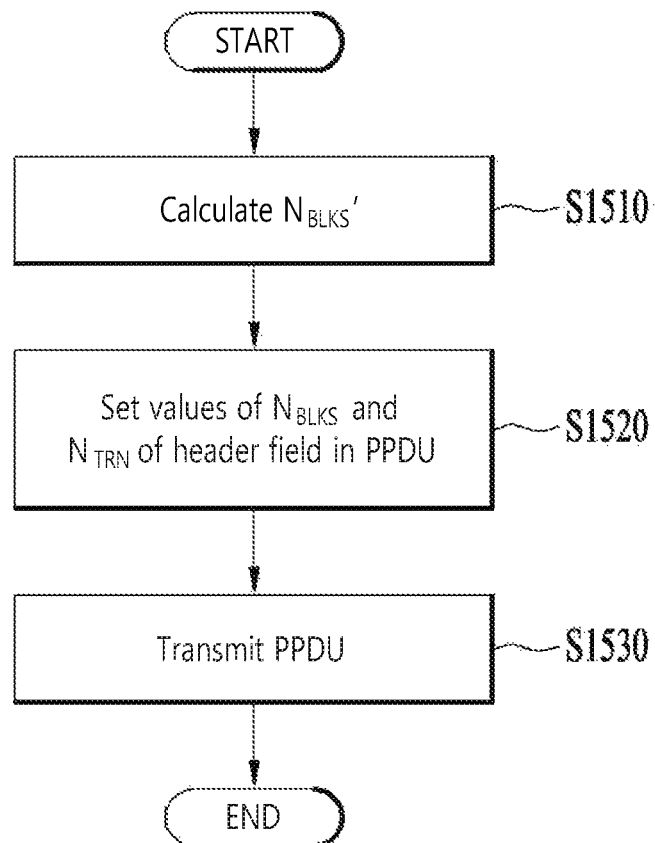 START
Calculate N_BLKS' S1510
Set values of N_BLKS and
N_TRN of header field in PPDU S1520
Transmit PPDU S1530
END